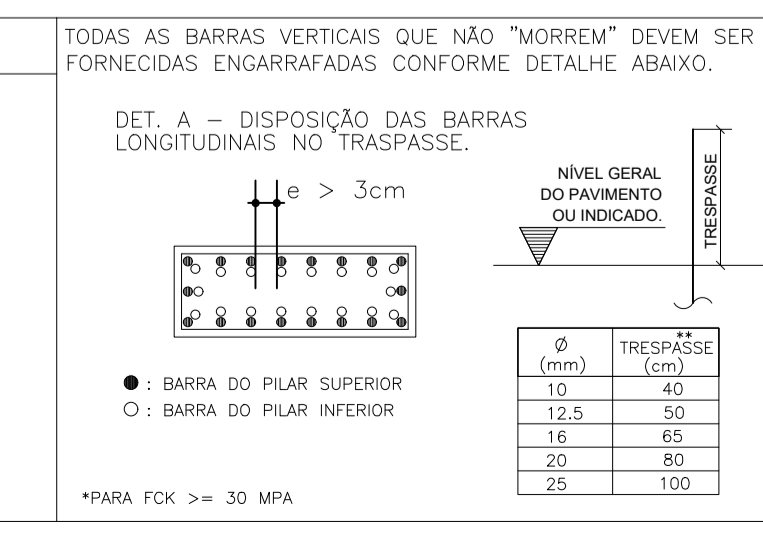 TODAS AS BARRAS VERTICAIS QUE NÃO "MORREM" DEVEM SER
FORNECIDAS ENGARRAFADAS CONFORME DETALHE ABAIXO.
DET. A – DISPOSIÇÃO DAS BARRAS
LONGITUDINAIS NO TRASPASSE.
e > 3cm
NÍVEL GERAL
DO PAVIMENTO
OU INDICADO.
TRESPASSE
: BARRA DO PILAR SUPERIOR
: BARRA DO PILAR INFERIOR
*PARA FCK >= 30 MPA
Ø (mm) TRESPASSE** (cm)
10 40
12.5 50
16 65
20 80
25 100